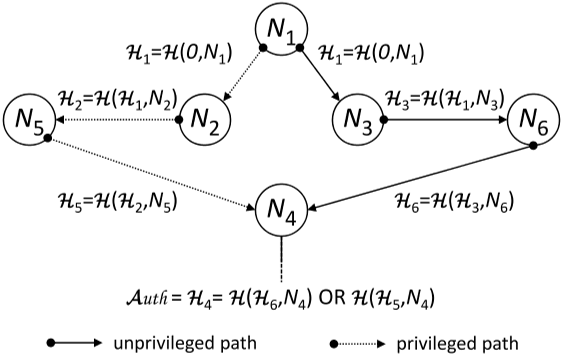 N1
H1=H(0,N1) H1=H(0,N1)
H2=H(H1,N2) H3=H(H1,N3)
N5 N2 N3 N6
H5=H(H2,N5) N4 H6=H(H3,N6)
Auth = H4= H(H6,N4) OR H(H5,N4)
unprivileged path privileged path